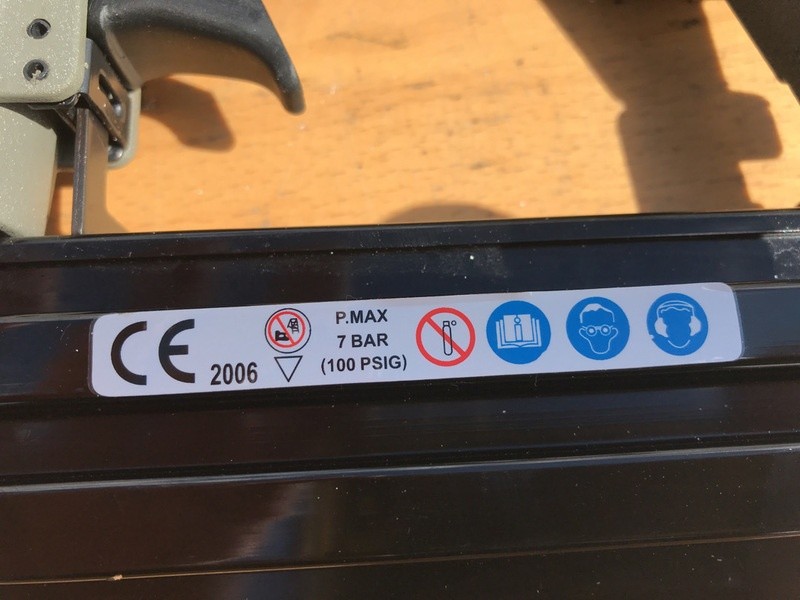 CE 2006
P.MAX
7 BAR
(100 PSIG)